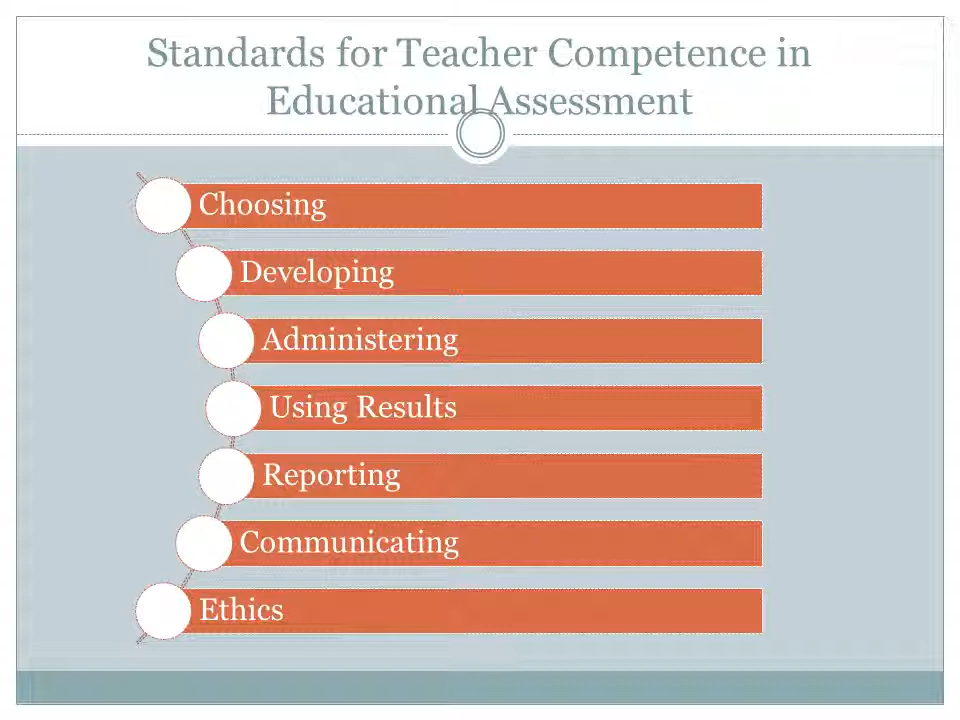 Standards for Teacher Competence in
Educational Assessment
Choosing
Developing
Administering
Using Results
Reporting
Communicating
Ethics